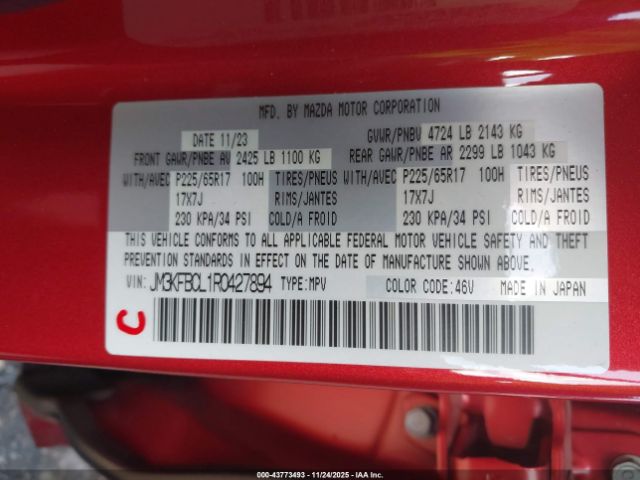 MFD. BY MAZDA MOTOR CORPORATION
DATE 11/23 GVWR/PNBV 4724 LB 2143 KG
FRONT GAWR/PNBE AV 2425 LB 1100 KG REAR GAWR/PNBE AR 2299 LB 1043 KG
WITH/AVEC P225/65R17 100H TIRES/PNEUS WITH/AVEC P225/65R17 100H TIRES/PNEUS
17X7J RIMS/JANTES 17X7J RIMS/JANTES
230 KPA/34 PSI COLD/A FROID 230 KPA/34 PSI COLD/A FROID
THIS VEHICLE CONFORMS TO ALL APPLICABLE FEDERAL MOTOR VEHICLE SAFETY AND THEFT
PREVENTION STANDARDS IN EFFECT ON THE DATE OF MANUFACTURE SHOWN ABOVE.
VIN: JM3KFBCL1R0427894 TYPE: MPV COLOR CODE: 46V MADE IN JAPAN
C
00-43773493 - 11/24/2025 - IAA Inc.